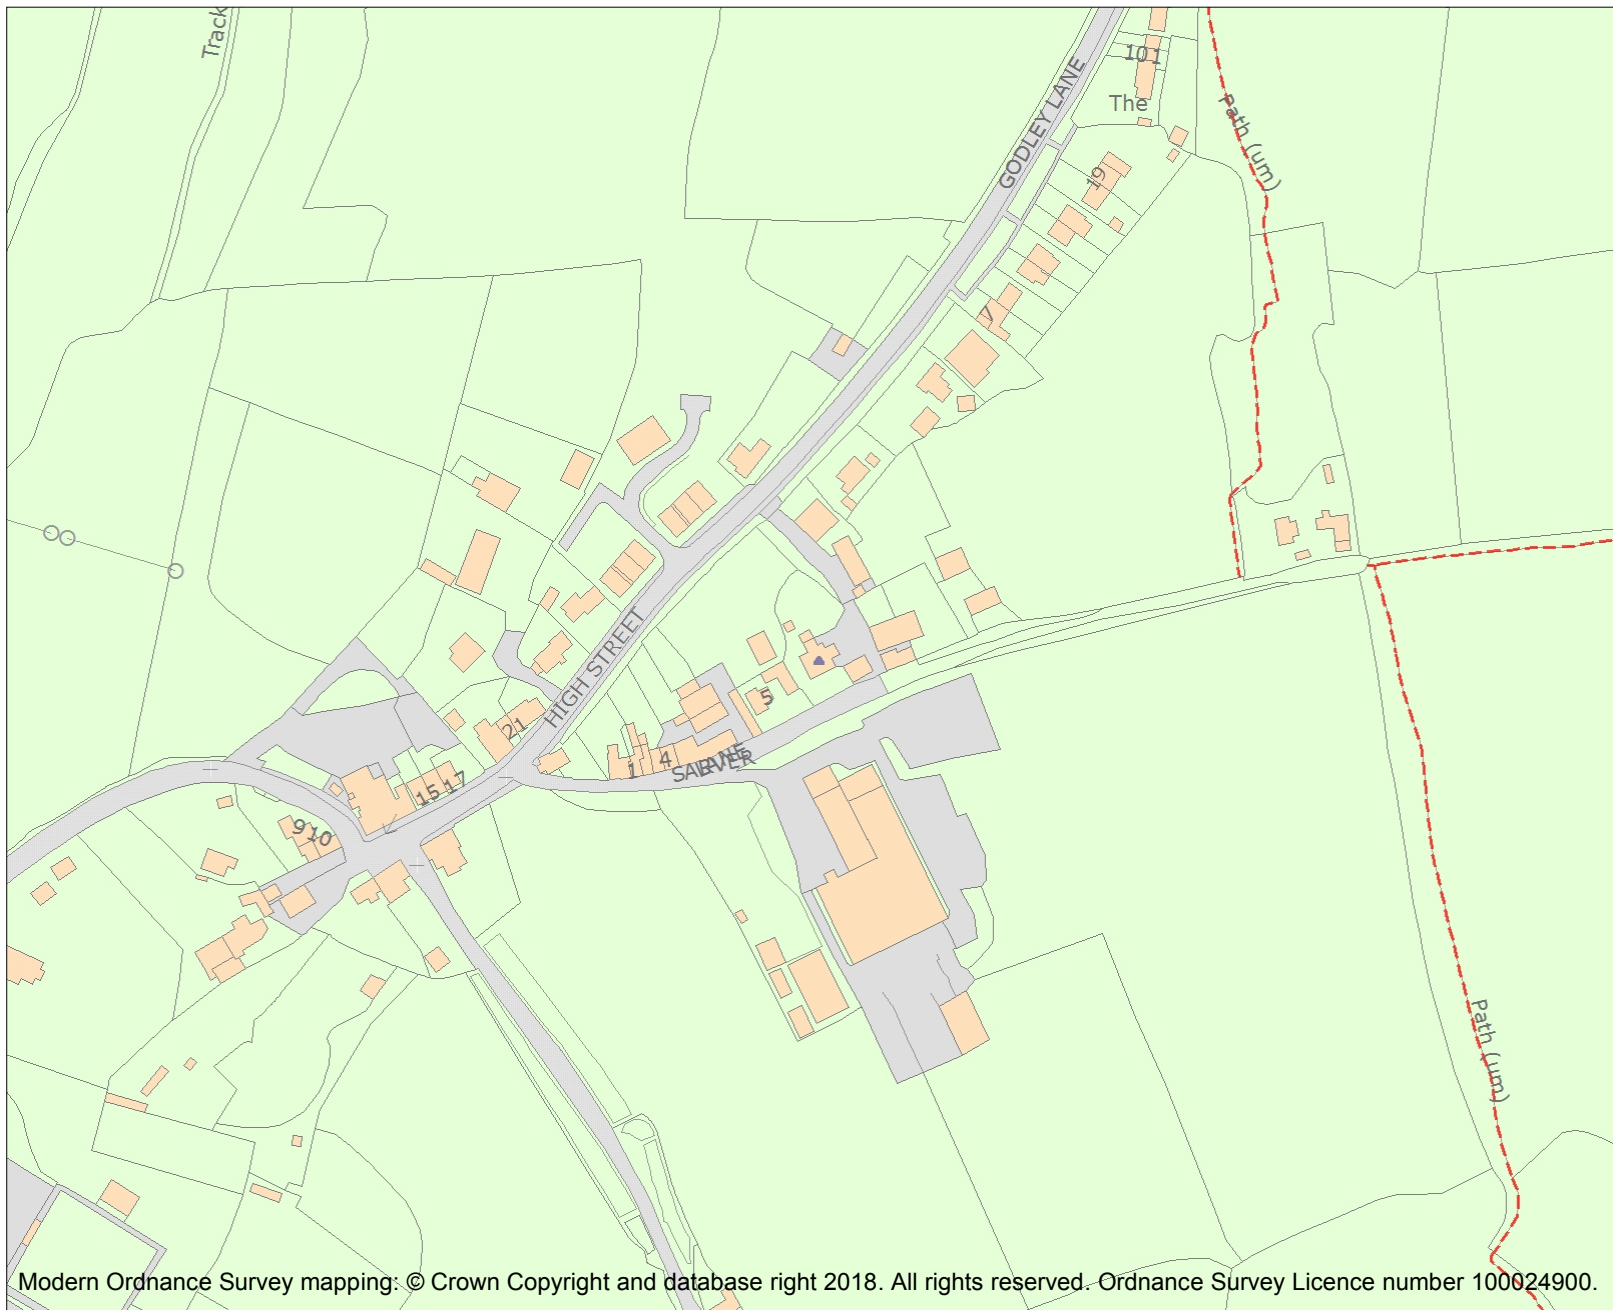 Track
101
The
GODLEY LANE
Path (um)
19
7
HIGH STREET
21
5
4
1
SARVER
LANE
15
17
9
10
Path (um)
Modern Ordnance Survey mapping: © Crown Copyright and database right 2018. All rights reserved. Ordnance Survey Licence number 100024900.